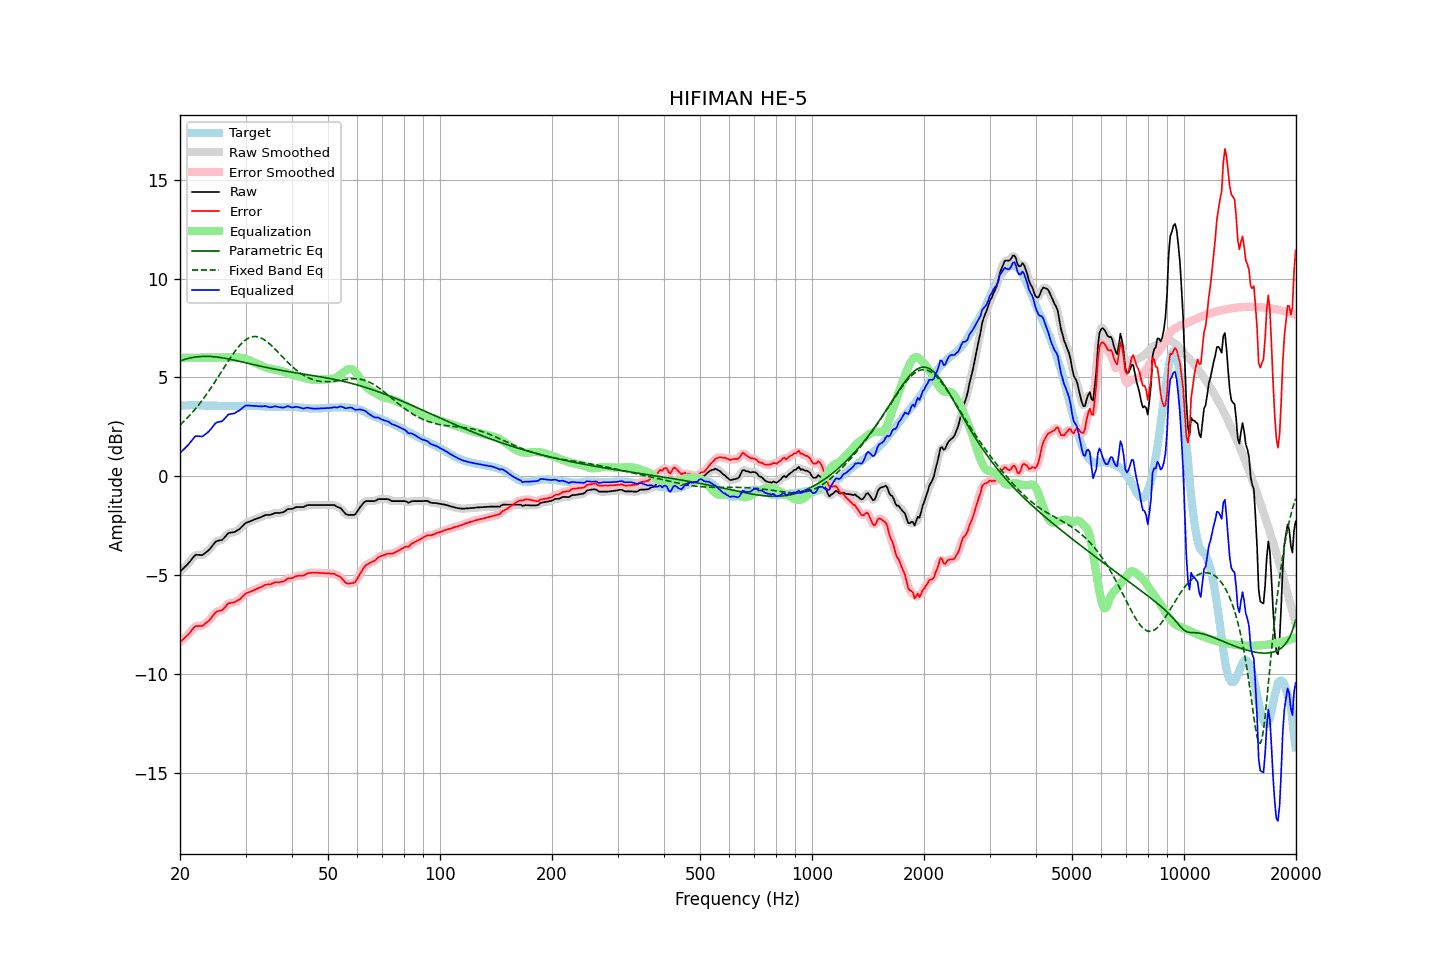 HIFIMAN HE-5
Target
Raw Smoothed
Error Smoothed
Raw
Error
Equalization
Parametric Eq
Fixed Band Eq
Equalized
Amplitude (dBr)
15
10
5
0
−5
−10
−15
20
50
100
200
500
1000
2000
5000
10000
20000
Frequency (Hz)